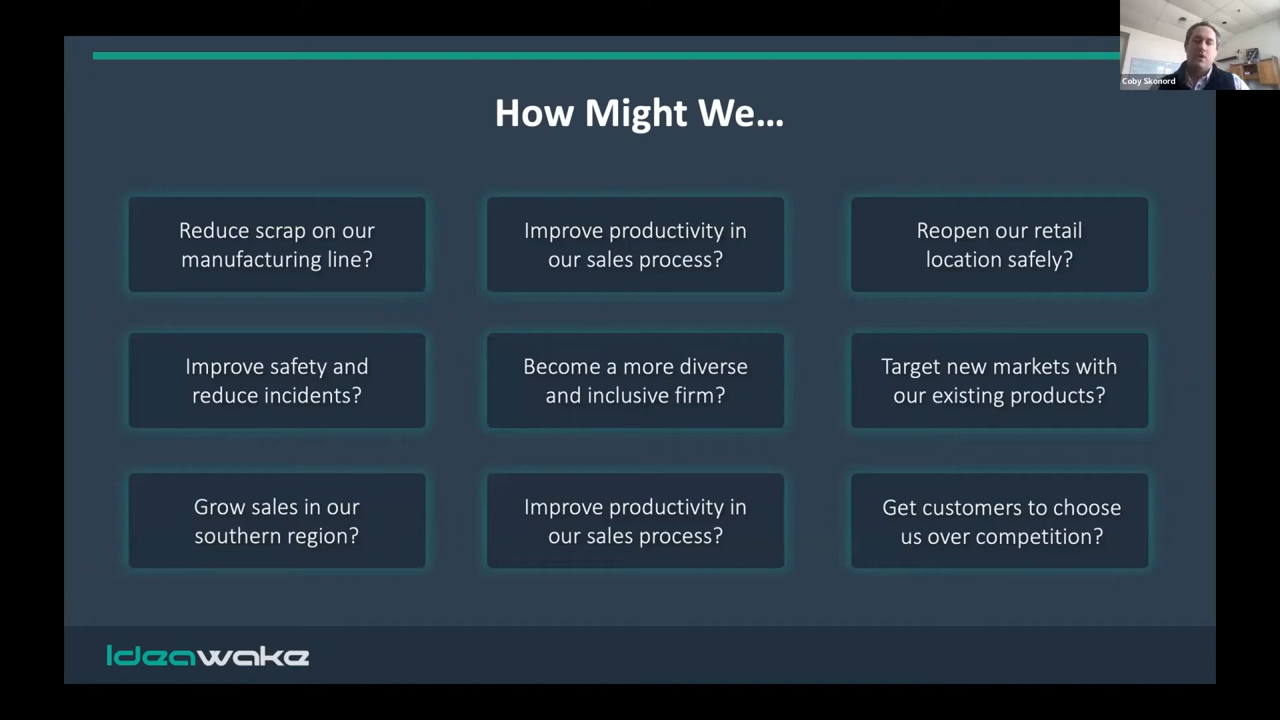 Coby Skonord
How Might We...
Reduce scrap on our
manufacturing line?
Improve productivity in
our sales process?
Reopen our retail
location safely?
Improve safety and
reduce incidents?
Become a more diverse
and inclusive firm?
Target new markets with
our existing products?
Grow sales in our
southern region?
Improve productivity in
our sales process?
Get customers to choose
us over competition?
Ideawake